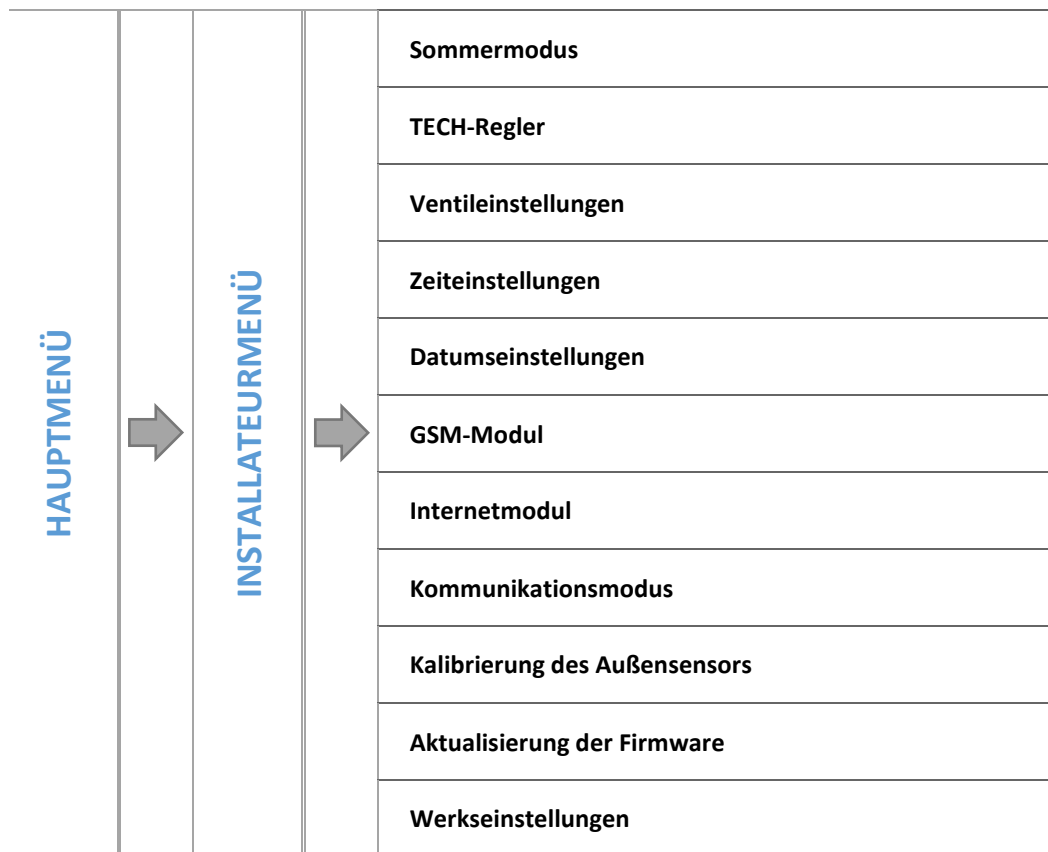 HAUPTMENÜ
INSTALLATEURMENÜ
Sommermodus
TECH-Regler
Ventileinstellungen
Zeiteinstellungen
Datumseinstellungen
GSM-Modul
Internetmodul
Kommunikationsmodus
Kalibrierung des Außensensors
Aktualisierung der Firmware
Werkseinstellungen